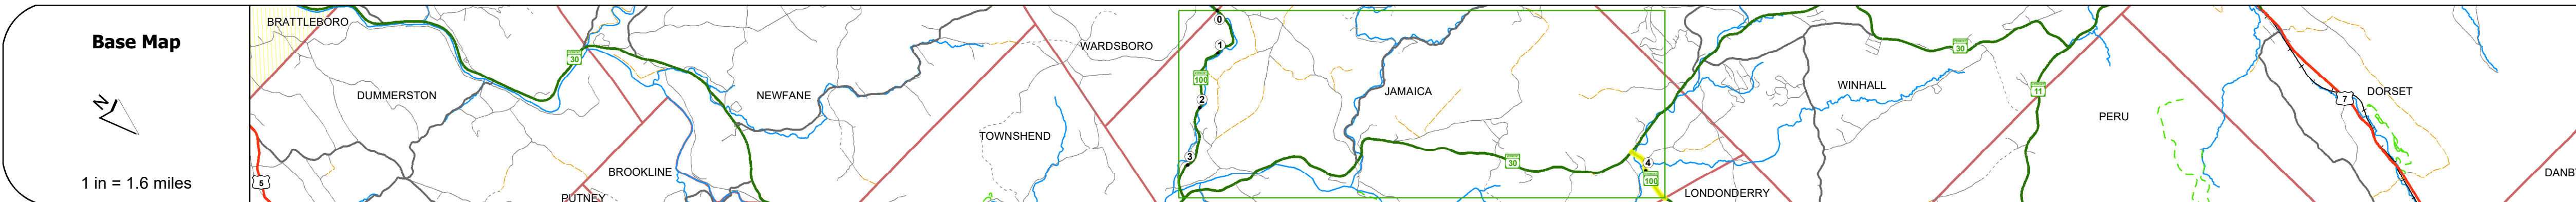 Base Map
N
1 in = 1.6 miles
BRATTLEBORO
DUMMERSTON
5
30
PUTNEY
BROOKLINE
NEWFANE
TOWNSHEND
WARDSBORO
0
1
100
2
3
JAMAICA
30
4
100
LONDONDERRY
WINHALL
30
11
PERU
7
DORSET
DANB